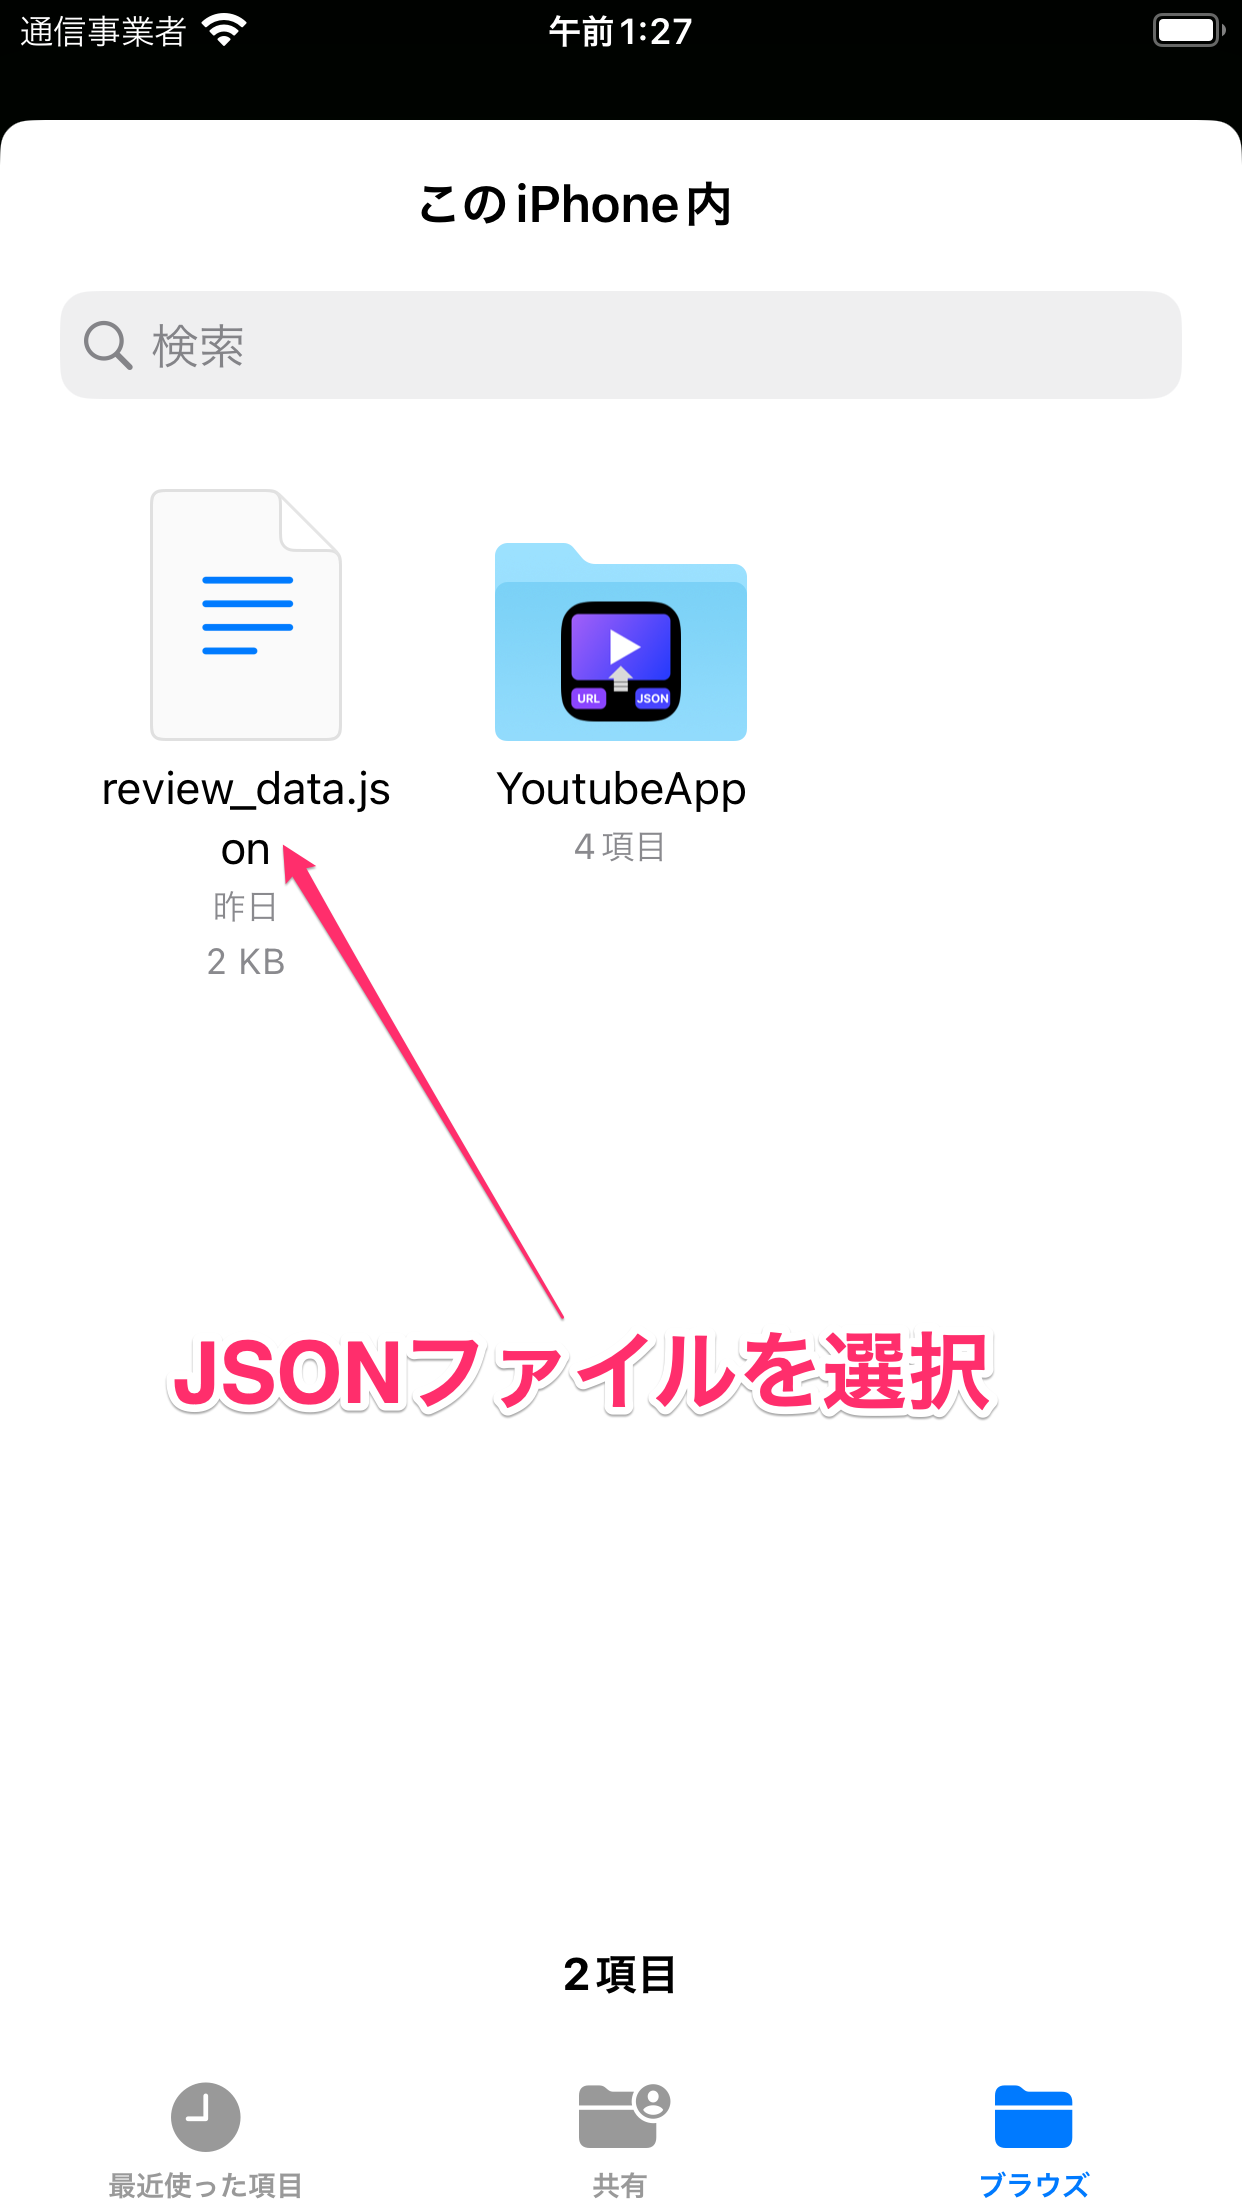 通信事業者
午前1:27
このiPhone内
検索
URL
JSON
review_data.js
on
昨日
2 KB
YoutubeApp
4項目
JSONファイルを選択
2項目
最近使った項目
共有
ブラウズ